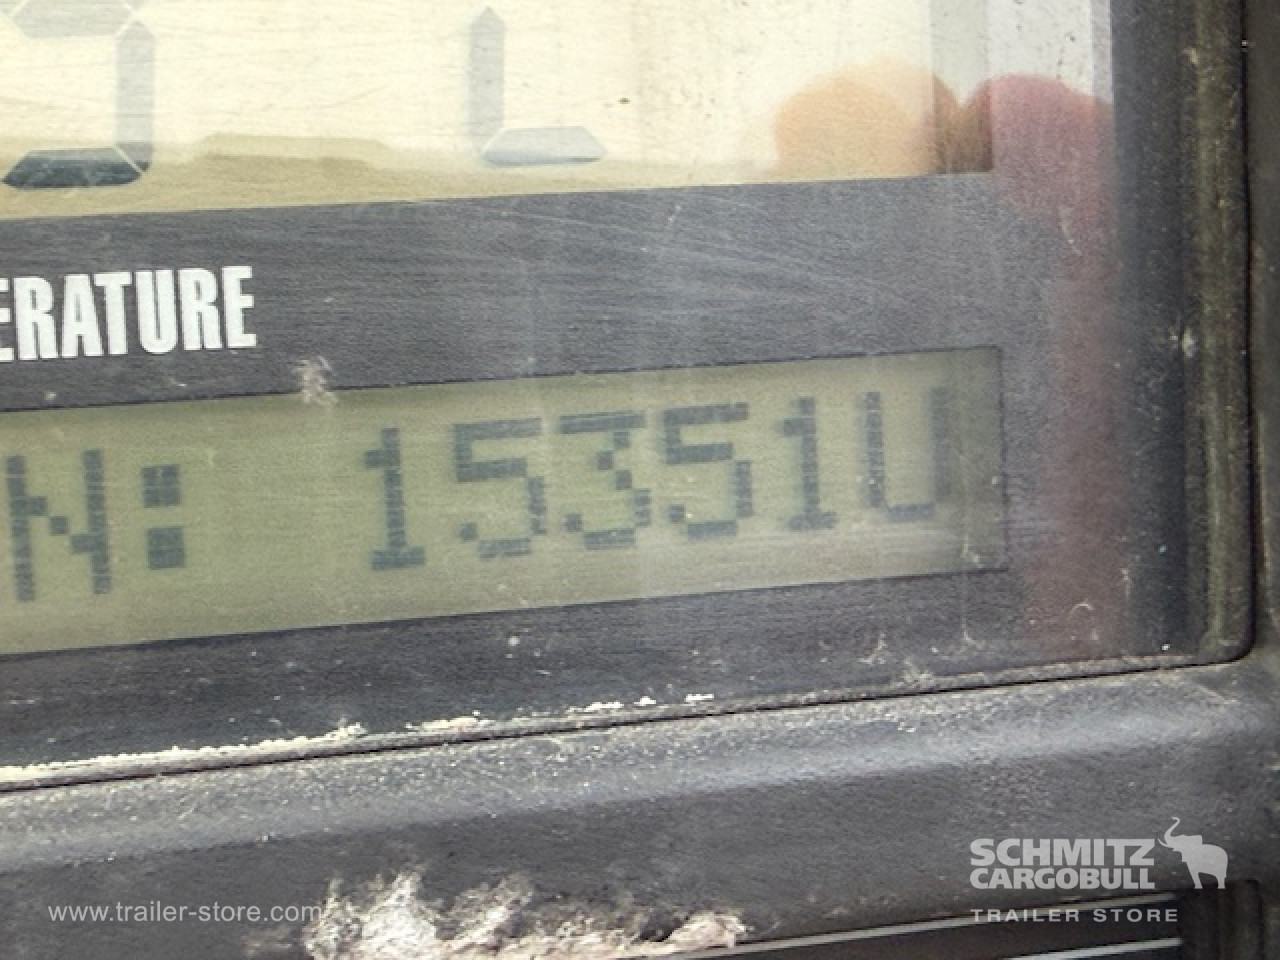 ERATURE
N: 15351U
SCHMITZ
CARGOBULL
www.trailer-store.com
TRAILER STORE